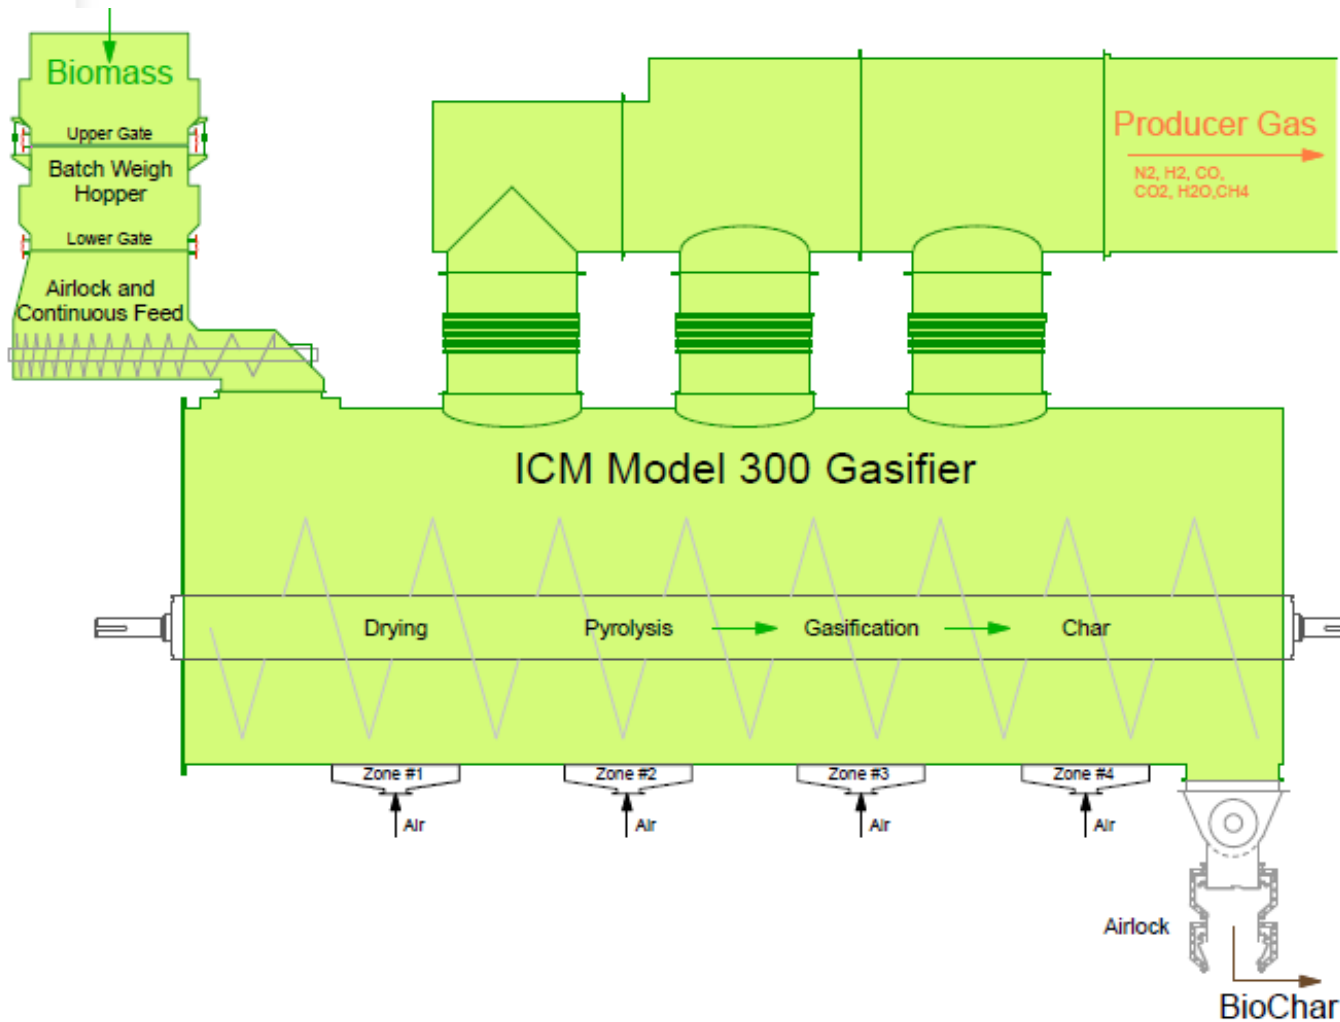 Biomass
Upper Gate
Batch Weigh
Hopper
Lower Gate
Airlock and
Continuous Feed
Producer Gas
N2, H2, CO,
CO2, H2O,CH4
ICM Model 300 Gasifier
Drying
Pyrolysis
Gasification
Char
Zone #1
Zone #2
Zone #3
Zone #4
Air
Air
Air
Air
Airlock
BioChar